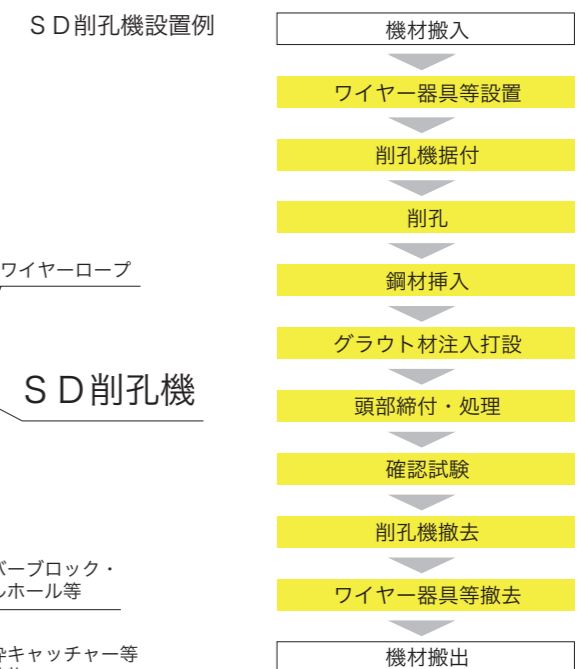 ＳＤ削孔機設置例
機材搬入
ワイヤー器具等設置
削孔機据付
削孔
ワイヤーロープ
鋼材挿入
グラウト材注入打設
ＳＤ削孔機
頭部締付・処理
確認試験
削孔機撤去
バーブロック・
ルホール等
ワイヤー器具等撤去
キャッチャー等
機材搬出